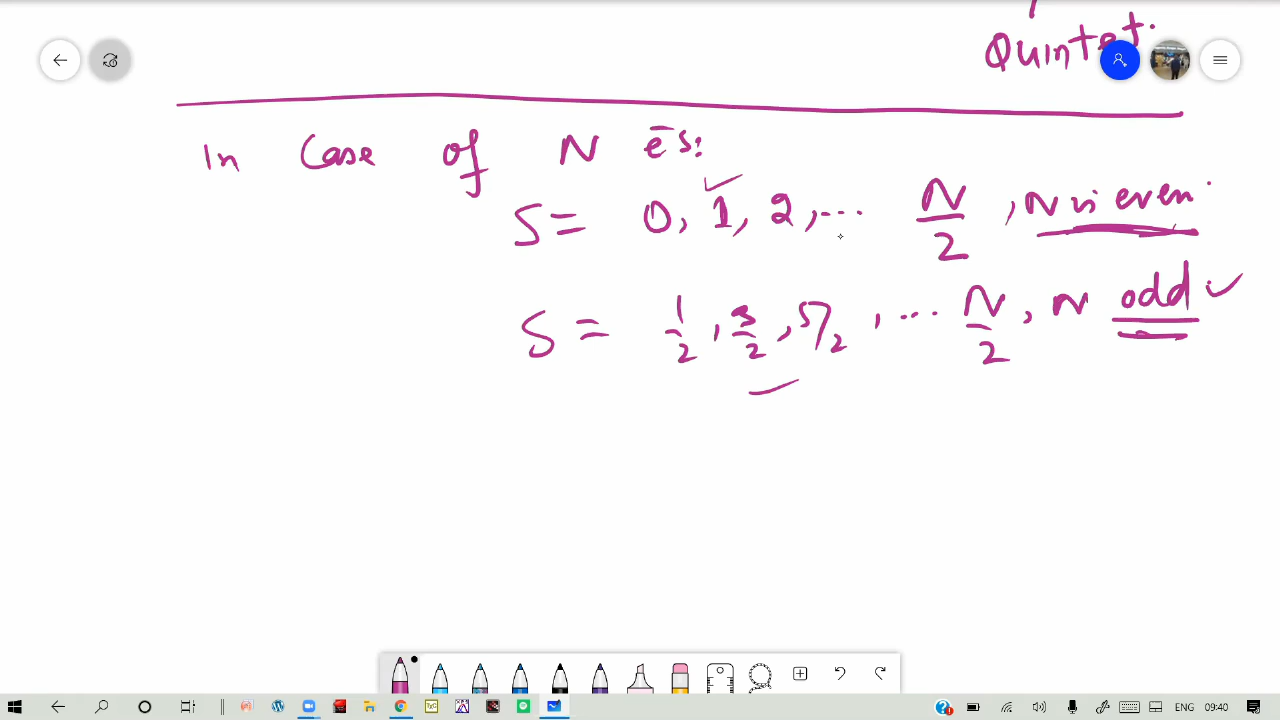 Quintet.
In Case of N ēs:
S = 0, 1, 2, ... N/2, N is even.
S = 1/2, 3/2, 5/2, ... N/2, N odd
ENG 09:40